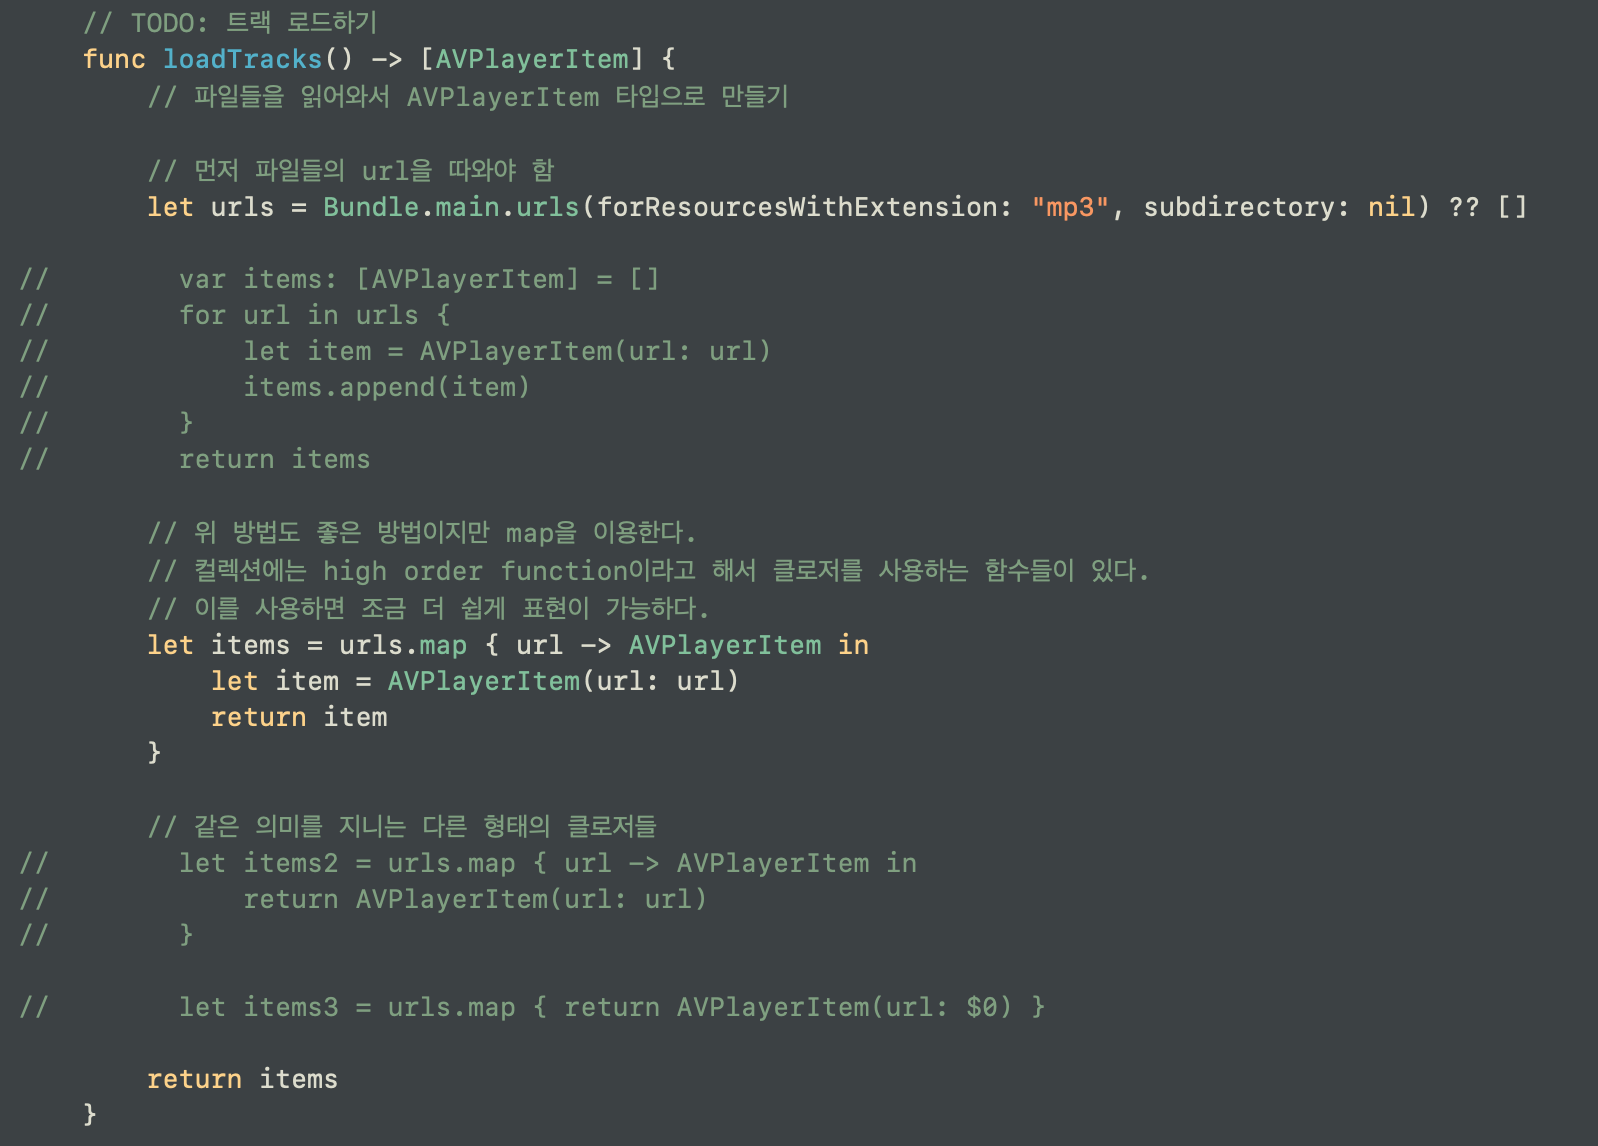 // TODO: 트랙 로드하기
func loadTracks() -> [AVPlayerItem] {
// 파일들을 읽어와서 AVPlayerItem 타입으로 만들기
// 먼저 파일들의 url을 따와야 함
let urls = Bundle.main.urls(forResourcesWithExtension: "mp3", subdirectory: nil) ?? []
// var items: [AVPlayerItem] = []
// for url in urls {
// let item = AVPlayerItem(url: url)
// items.append(item)
// }
// return items
// 위 방법도 좋은 방법이지만 map을 이용한다.
// 컬렉션에는 high order function이라고 해서 클로저를 사용하는 함수들이 있다.
// 이를 사용하면 조금 더 쉽게 표현이 가능하다.
let items = urls.map { url -> AVPlayerItem in
let item = AVPlayerItem(url: url)
return item
}
// 같은 의미를 지니는 다른 형태의 클로저들
// let items2 = urls.map { url -> AVPlayerItem in
// return AVPlayerItem(url: url)
// }
// let items3 = urls.map { return AVPlayerItem(url: $0) }
return items
}